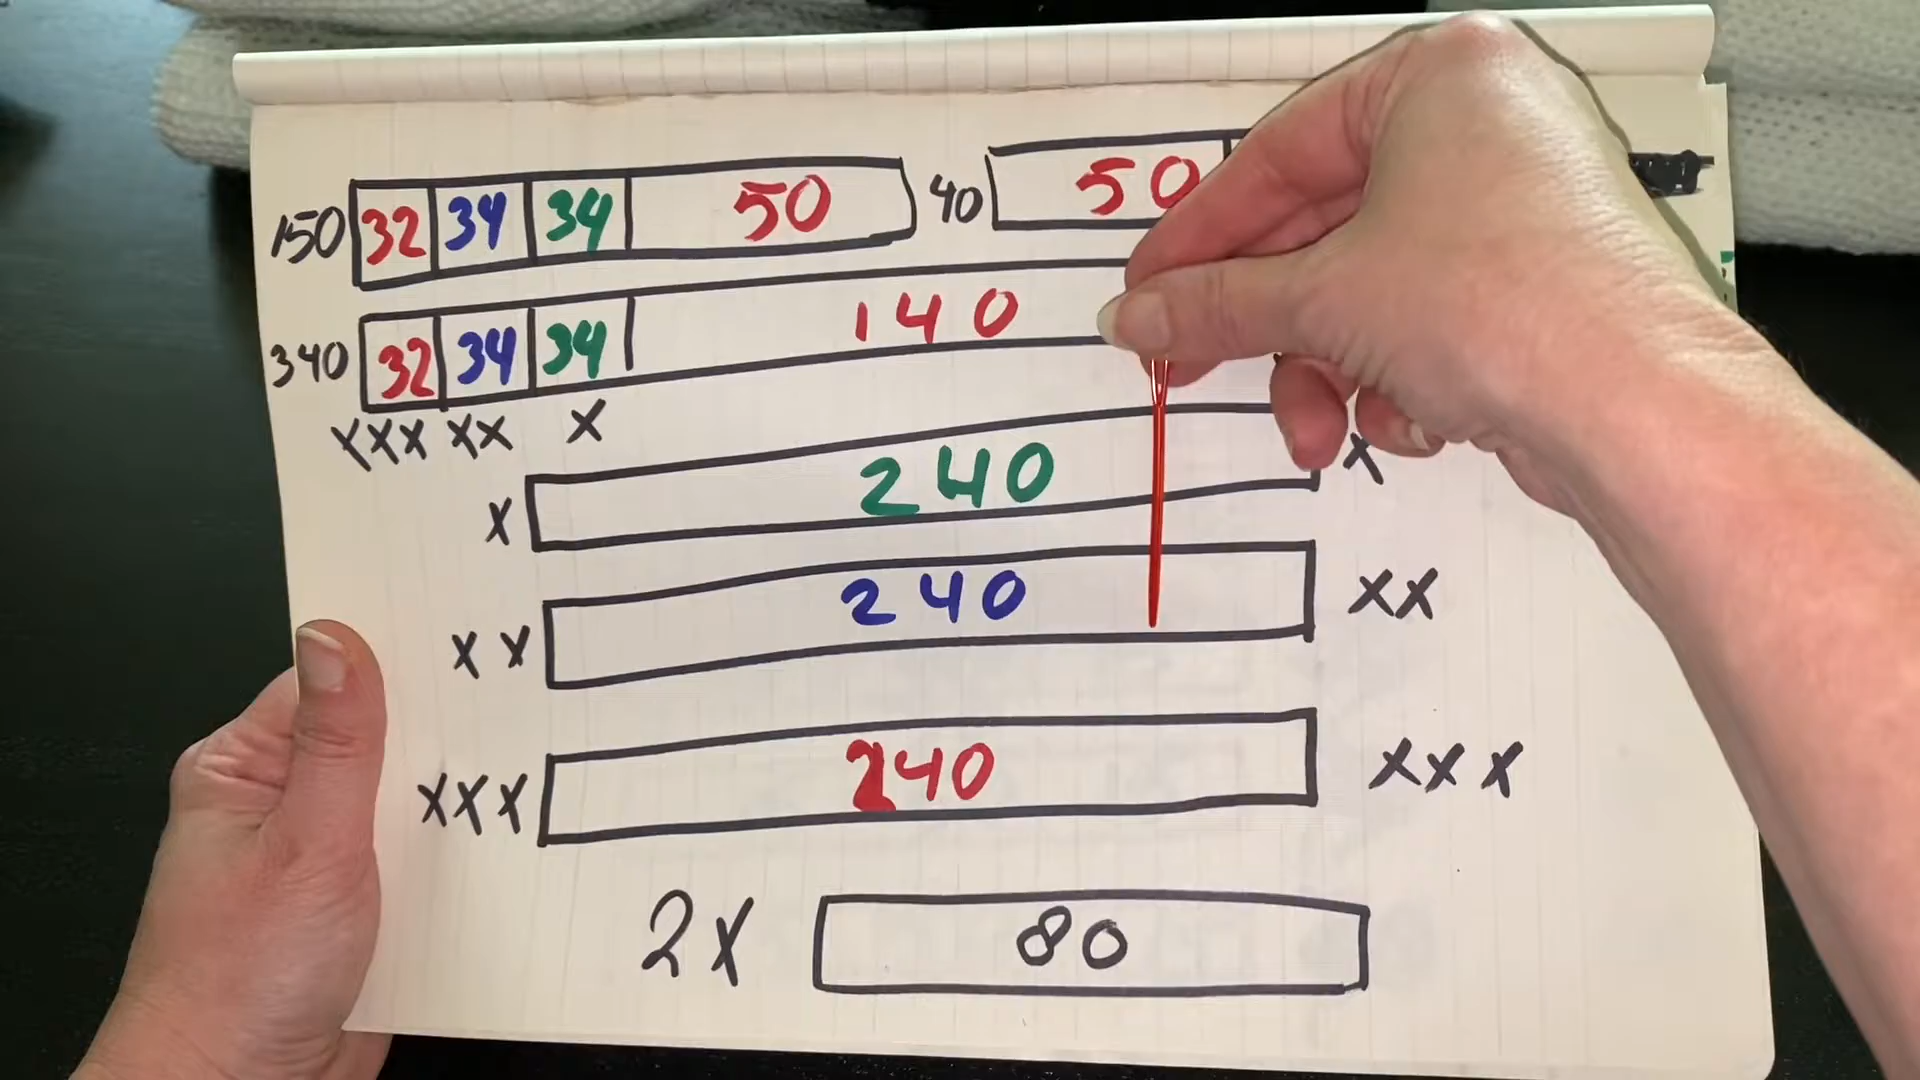 150 32 34 34 50 40 50
340 32 34 34 140
xxx xx x
x 240 x
xx 240 xx
xxx 240 xxx
2x 80